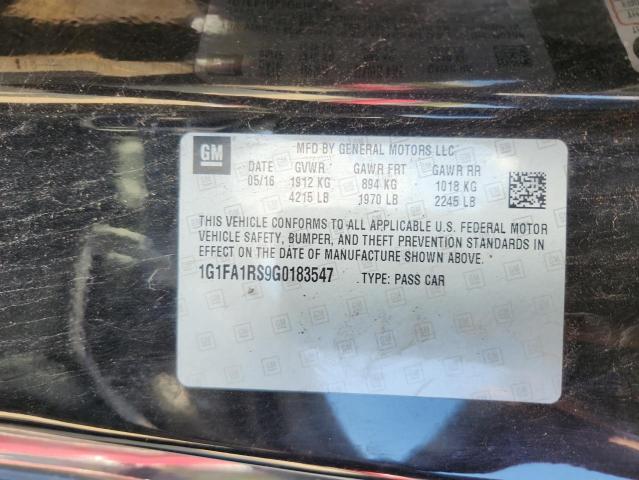 GM
MFD BY GENERAL MOTORS LLC
DATE GVWR GAWR FRT GAWR RR
05/16 1912 KG 894 KG 1018 KG
4215 LB 1970 LB 2245 LB
THIS VEHICLE CONFORMS TO ALL APPLICABLE U.S. FEDERAL MOTOR
VEHICLE SAFETY, BUMPER, AND THEFT PREVENTION STANDARDS IN
EFFECT ON THE DATE OF MANUFACTURE SHOWN ABOVE.
1G1FA1RS9G0183547 TYPE: PASS CAR